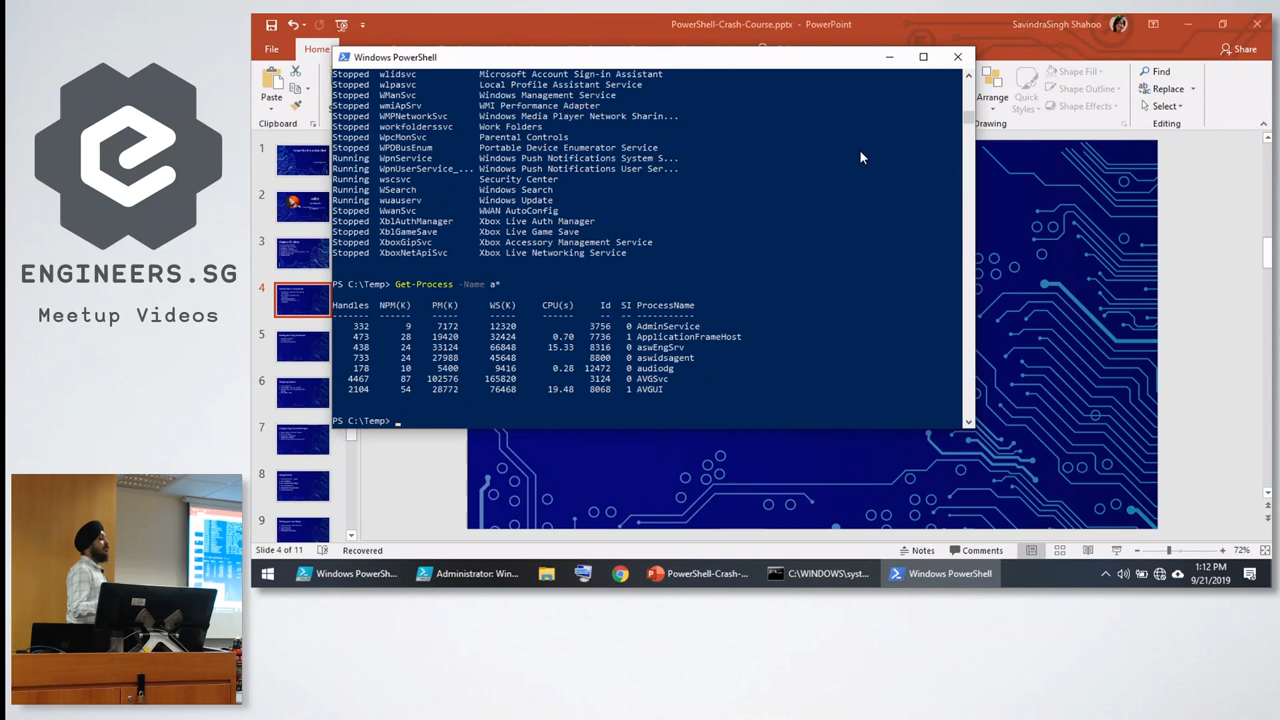 ENGINEERS.SG
Meetup Videos
PowerShell-Crash-Course.pptx - PowerPoint
SavindraSingh Shahoo
File
Home
Share
Paste
Clipboard
Arrange
Quick
Styles
Shape Fill
Shape Outline
Shape Effects
Drawing
Find
Replace
Select
Editing
Windows PowerShell
Stopped wlidsvc Microsoft Account Sign-in Assistant
Stopped wlpasvc Local Profile Assistant Service
Stopped WManSvc Windows Management Service
Stopped wmiApSrv WMI Performance Adapter
Stopped WMPNetworkSvc Windows Media Player Network Sharin...
Stopped workfolderssvc Work Folders
Stopped WpcMonSvc Parental Controls
Stopped WPDBusEnum Portable Device Enumerator Service
Running WpnService Windows Push Notifications System S...
Running WpnUserService_... Windows Push Notifications User Ser...
Running wscsvc Security Center
Running WSearch Windows Search
Running wuauserv Windows Update
Stopped WwanSvc WWAN AutoConfig
Stopped XblAuthManager Xbox Live Auth Manager
Stopped XblGameSave Xbox Live Game Save
Stopped XboxGipSvc Xbox Accessory Management Service
Stopped XboxNetApiSvc Xbox Live Networking Service
PS C:\Temp> Get-Process -Name a*
Handles NPM(K) PM(K) WS(K) CPU(s) Id SI ProcessName
------- ------ ----- ----- ------ -- -- -----------
332 9 7172 12320 3756 0 AdminService
473 28 19420 32424 0.70 7736 1 ApplicationFrameHost
438 24 33124 66848 15.33 8316 0 aswEngSrv
733 24 27988 45648 8800 0 aswidsagent
178 10 5400 9416 0.28 12472 0 audiodg
4467 87 102576 165820 3124 0 AVGSvc
2104 54 28772 76468 19.48 8068 1 AVGUI
PS C:\Temp>
1
2
3
4
5
6
7
8
9
Slide 4 of 11
Recovered
Notes
Comments
72%
Windows PowerSh...
Administrator: Win...
PowerShell-Crash-...
C:\WINDOWS\syst...
Windows PowerShell
1:12 PM
9/21/2019